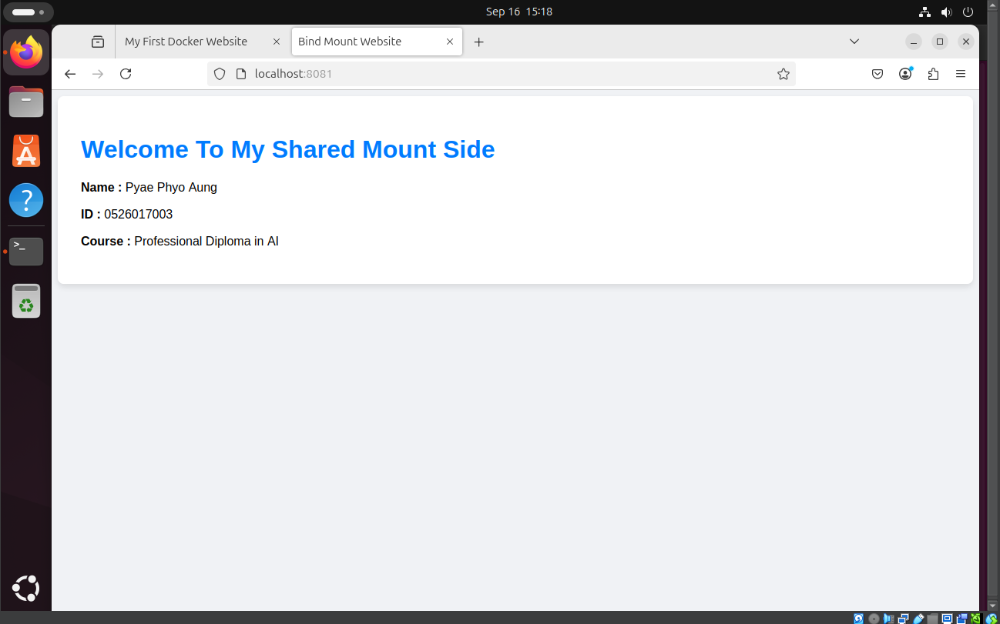 Sep 16 15:18
My First Docker Website
Bind Mount Website
localhost:8081
Welcome To My Shared Mount Side
Name : Pyae Phyo Aung
ID : 0526017003
Course : Professional Diploma in AI